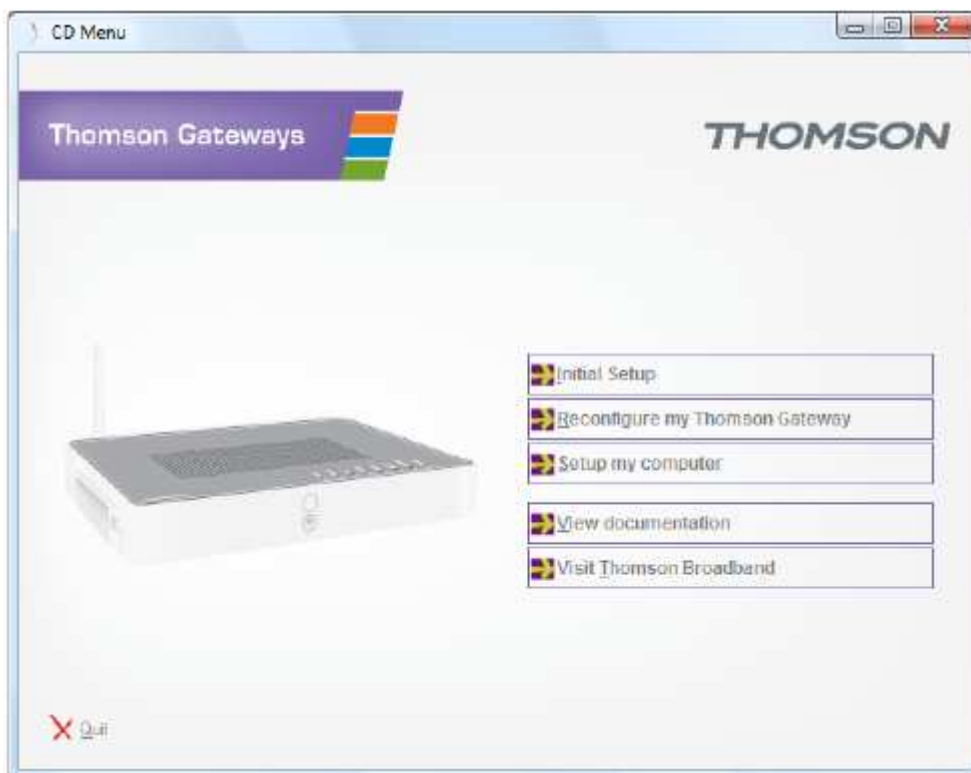 CD Menu
Thomson Gateways
THOMSON
Initial Setup
Reconfigure my Thomson Gateway
Setup my computer
View documentation
Visit Thomson Broadband
Quit